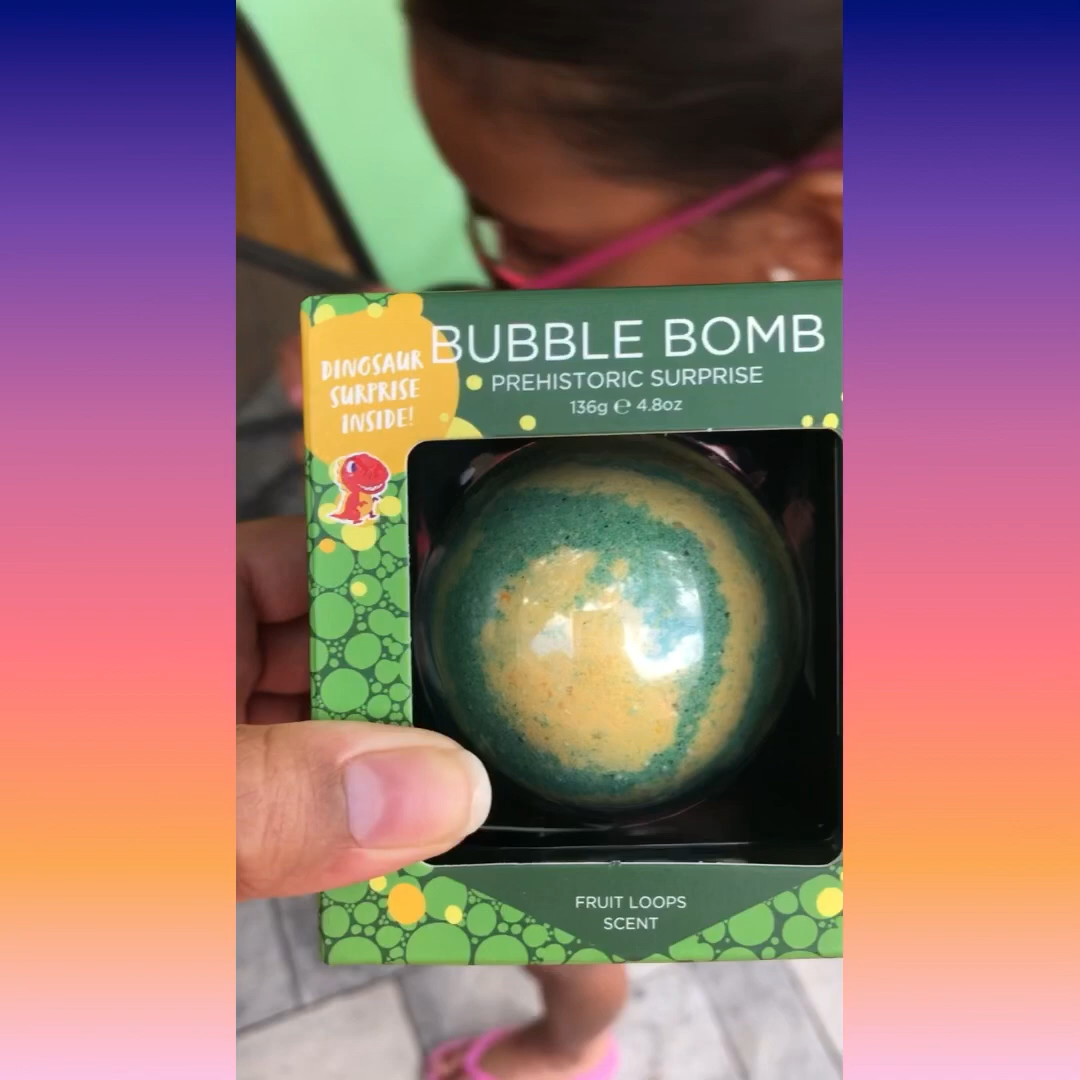 BUBBLE BOMB
PREHISTORIC SURPRISE
136g ℮ 4.8oz
DINOSAUR
SURPRISE
INSIDE!
FRUIT LOOPS
SCENT